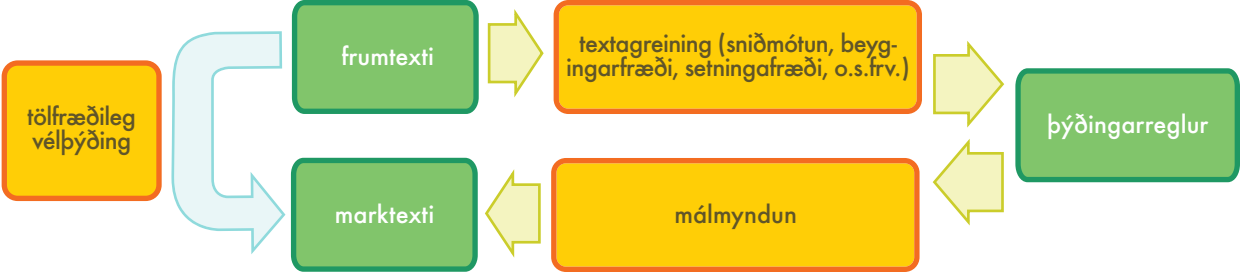 tölfræðileg
vélþýðing
frumtexti
textagreining (sniðmótun, beyg-
ingarfræði, setningafræði, o.s.frv.)
þýðingarreglur
málmyndun
marktexti